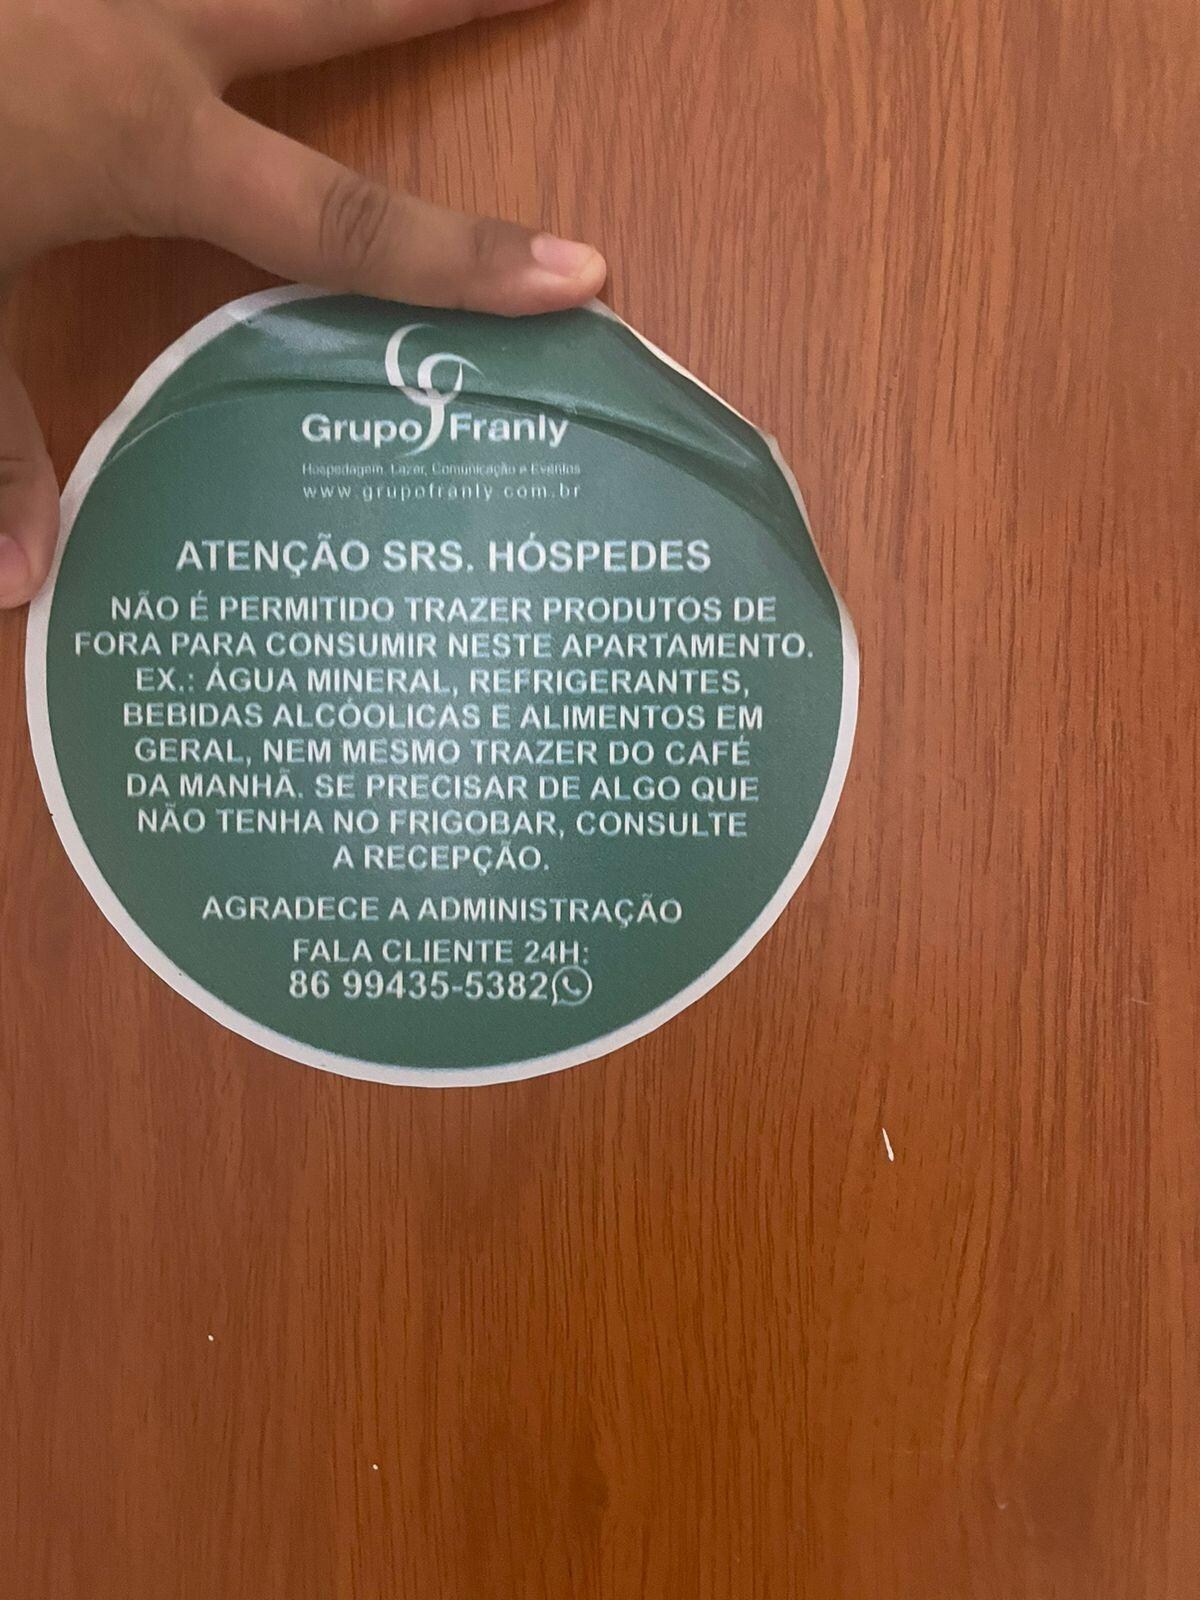 Grupo Franly
Hospedagem, Lazer, Comunicação e Eventos
www.grupofranly.com.br
ATENÇÃO SRS. HÓSPEDES
NÃO É PERMITIDO TRAZER PRODUTOS DE
FORA PARA CONSUMIR NESTE APARTAMENTO.
EX.: ÁGUA MINERAL, REFRIGERANTES,
BEBIDAS ALCÓOLICAS E ALIMENTOS EM
GERAL, NEM MESMO TRAZER DO CAFÉ
DA MANHÃ. SE PRECISAR DE ALGO QUE
NÃO TENHA NO FRIGOBAR, CONSULTE
A RECEPÇÃO.
AGRADECE A ADMINISTRAÇÃO
FALA CLIENTE 24H:
86 99435-5382